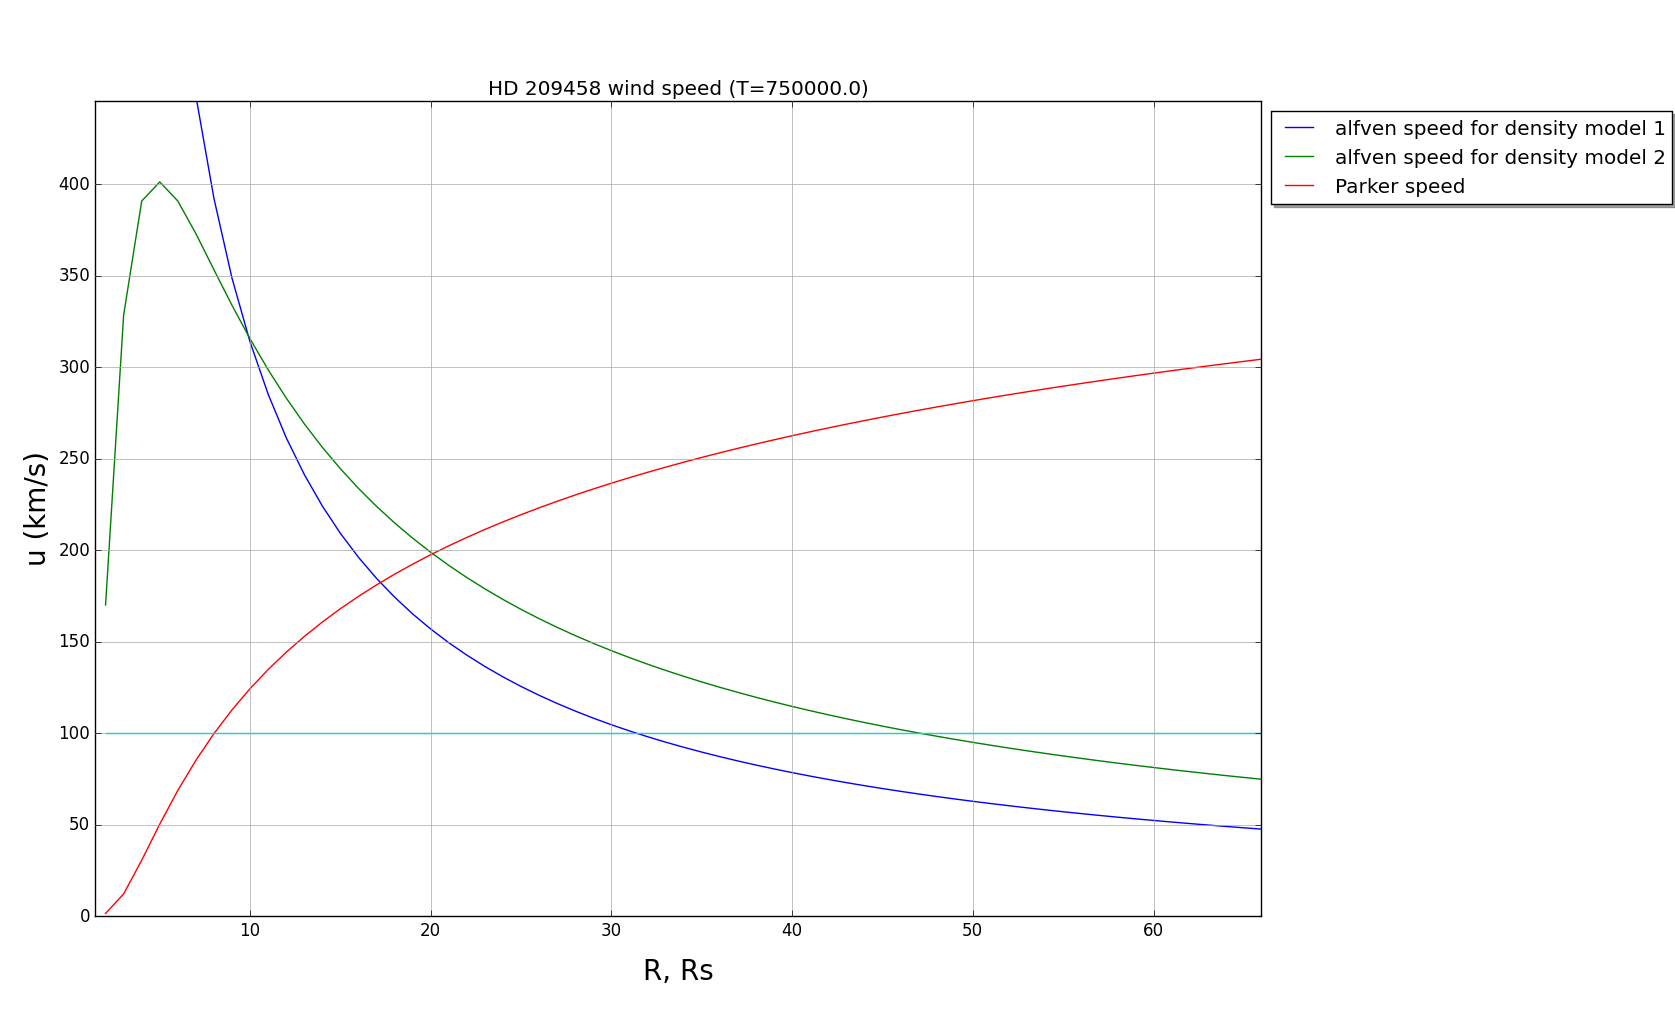 HD 209458 wind speed (T=750000.0)
alfven speed for density model 1
alfven speed for density model 2
Parker speed
400
350
300
250
200
150
100
50
0
u (km/s)
10 20 30 40 50 60
R, Rs